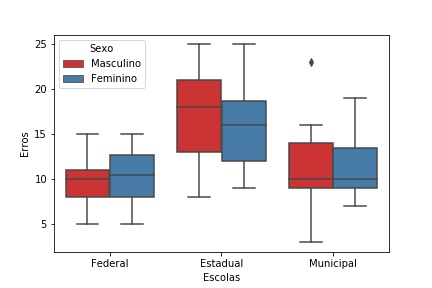 25
20
15
10
5
Erros
Sexo
Masculino
Feminino
Federal
Estadual
Municipal
Escolas